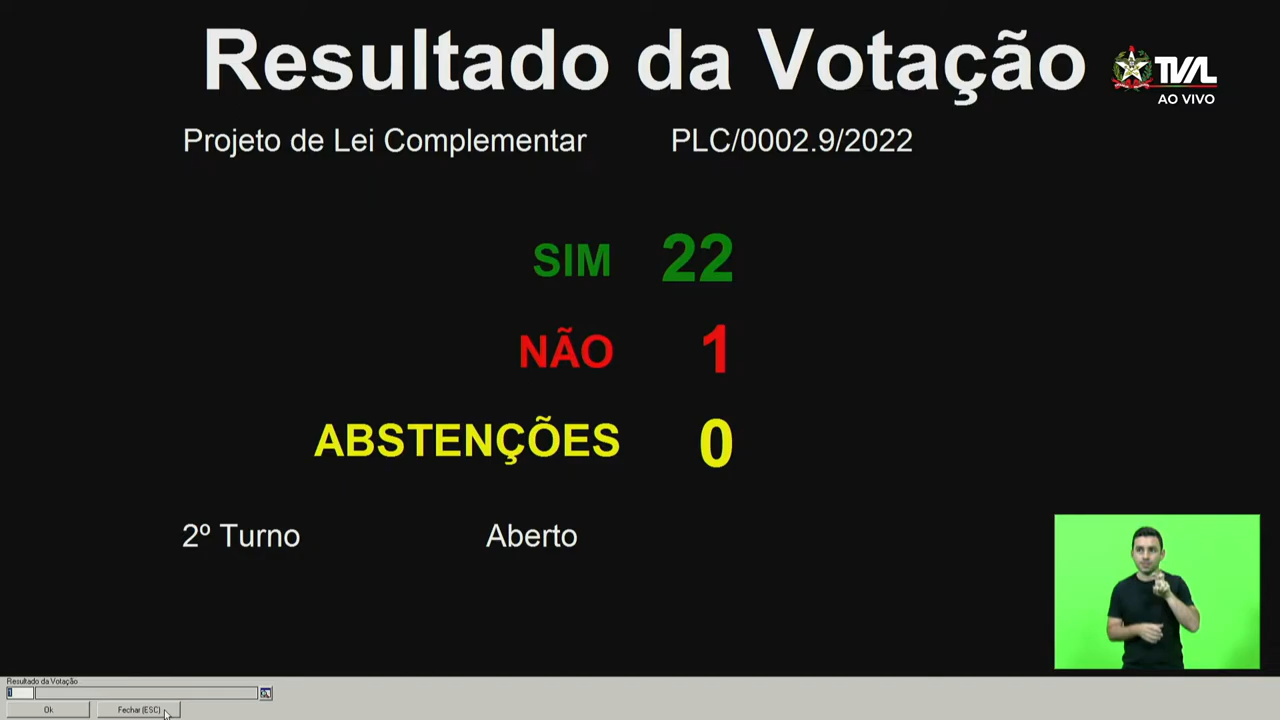 Resultado da Votação
TVAL
AO VIVO
Projeto de Lei Complementar PLC/0002.9/2022
SIM 22
NÃO 1
ABSTENÇÕES 0
2º Turno Aberto
Resultado da Votação
1
Ok Fechar (ESC)